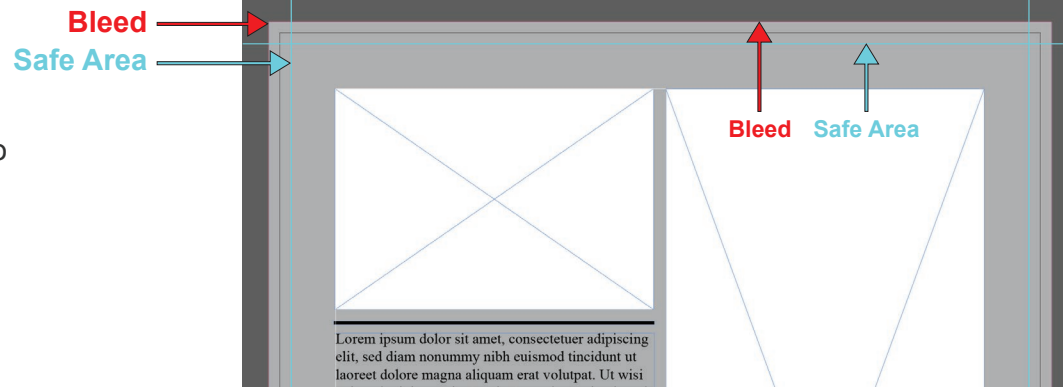 Bleed
Safe Area
Bleed Safe Area
Lorem ipsum dolor sit amet, consectetuer adipiscing
elit, sed diam nonummy nibh euismod tincidunt ut
laoreet dolore magna aliquam erat volutpat. Ut wisi